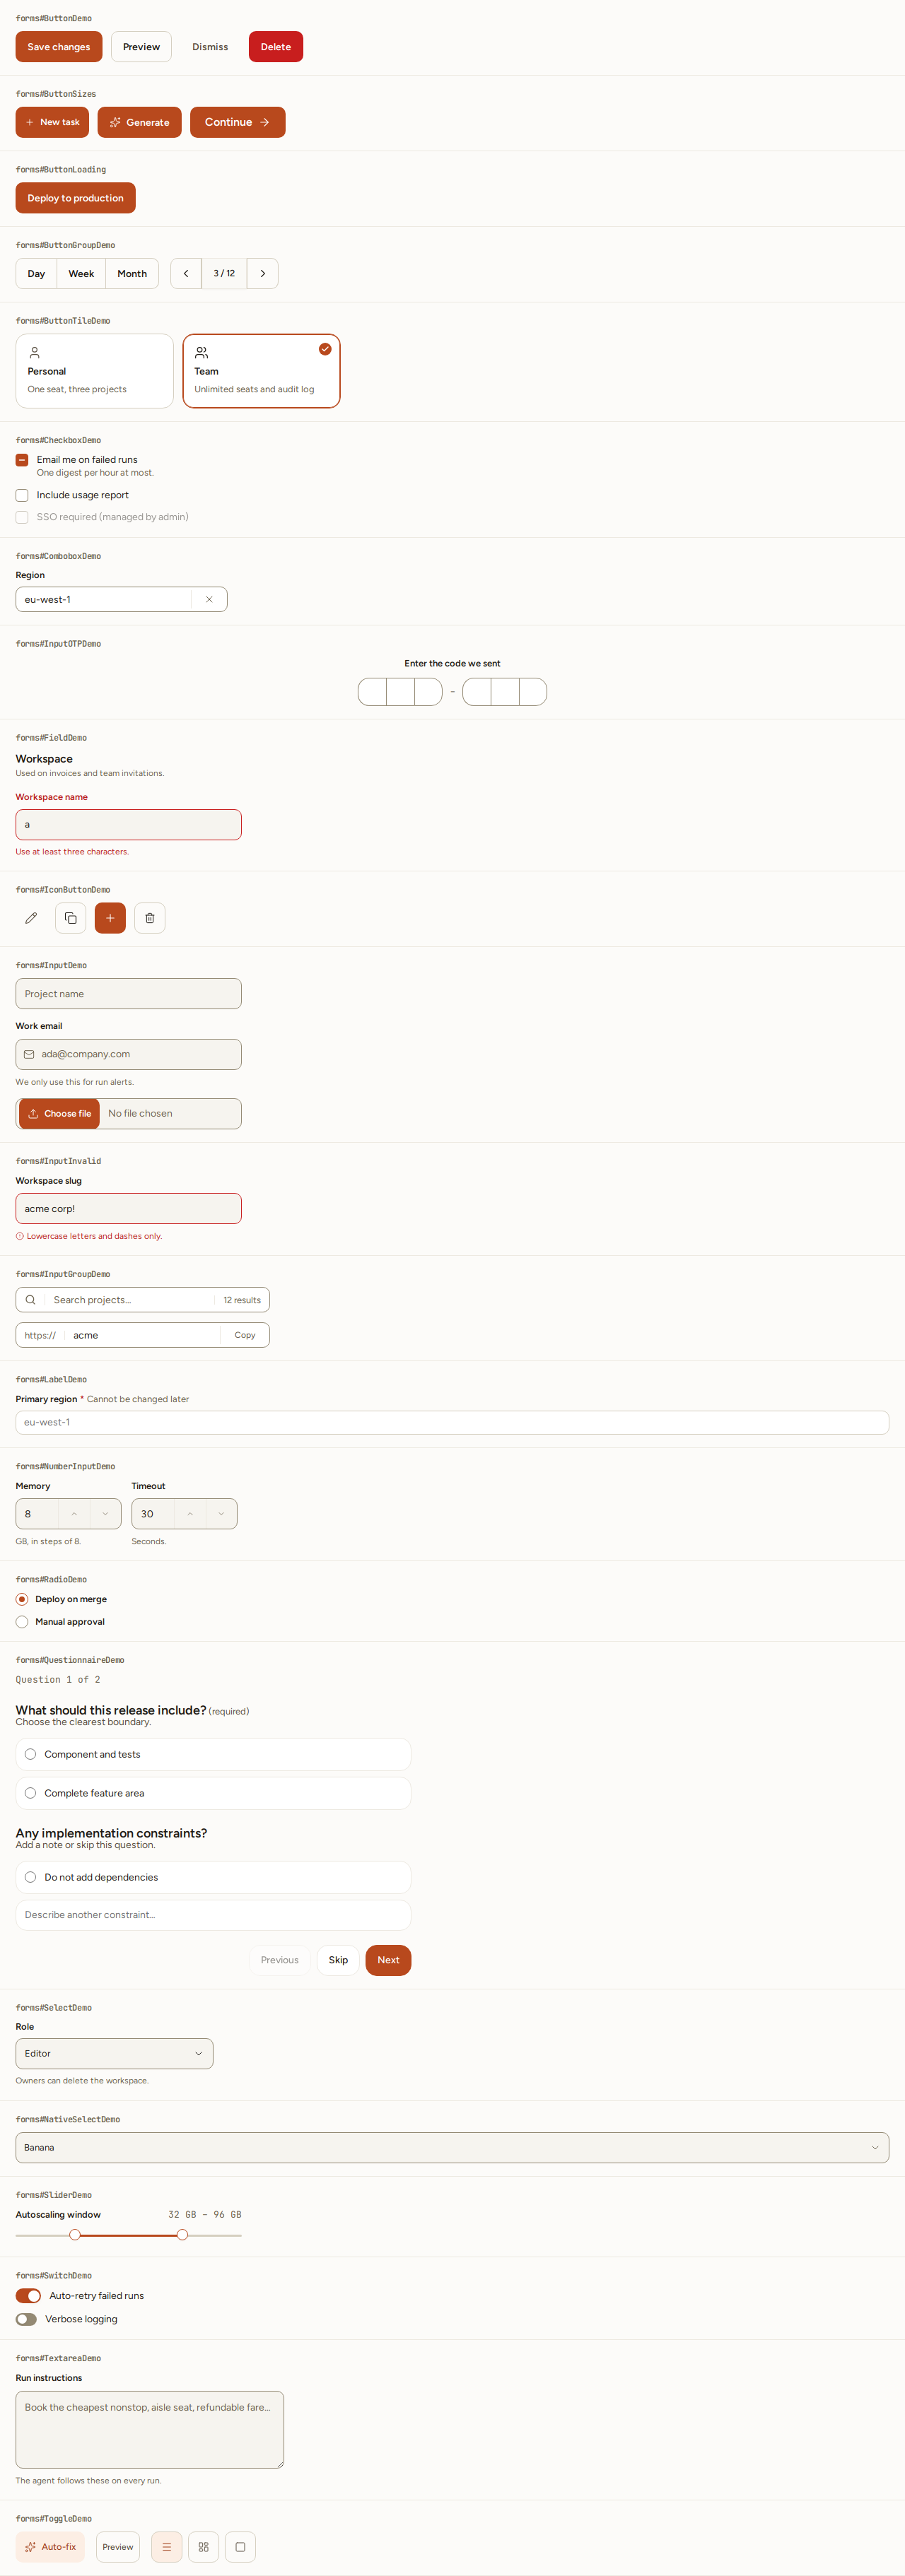 forms#ButtonDemo
Save changes Preview Dismiss Delete
forms#ButtonSizes
New task Generate Continue
forms#ButtonLoading
Deploy to production
forms#ButtonGroupDemo
Day Week Month 3 / 12
forms#ButtonTileDemo
Personal
One seat, three projects
Team
Unlimited seats and audit log
forms#CheckboxDemo
Email me on failed runs
One digest per hour at most.
Include usage report
SSO required (managed by admin)
forms#ComboboxDemo
Region
eu-west-1
forms#InputOTPDemo
Enter the code we sent
-
forms#FieldDemo
Workspace
Used on invoices and team invitations.
Workspace name
a
Use at least three characters.
forms#IconButtonDemo
forms#InputDemo
Project name
Work email
ada@company.com
We only use this for run alerts.
Choose file No file chosen
forms#InputInvalid
Workspace slug
acme corp!
Lowercase letters and dashes only.
forms#InputGroupDemo
Search projects... 12 results
https:// acme Copy
forms#LabelDemo
Primary region * Cannot be changed later
eu-west-1
forms#NumberInputDemo
Memory Timeout
8 30
GB, in steps of 8. Seconds.
forms#RadioDemo
Deploy on merge
Manual approval
forms#QuestionnaireDemo
Question 1 of 2
What should this release include? (required)
Choose the clearest boundary.
Component and tests
Complete feature area
Any implementation constraints?
Add a note or skip this question.
Do not add dependencies
Describe another constraint...
Previous Skip Next
forms#SelectDemo
Role
Editor
Owners can delete the workspace.
forms#NativeSelectDemo
Banana
forms#SliderDemo
Autoscaling window 32 GB – 96 GB
forms#SwitchDemo
Auto-retry failed runs
Verbose logging
forms#TextareaDemo
Run instructions
Book the cheapest nonstop, aisle seat, refundable fare...
The agent follows these on every run.
forms#ToggleDemo
Auto-fix Preview